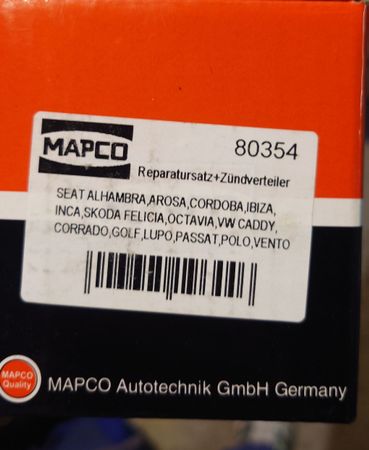 MAPCO
80354
Reparatursatz+Zündverteiler
SEAT ALHAMBRA,AROSA,CORDOBA,IBIZA,
INCA,SKODA FELICIA,OCTAVIA,VW CADDY,
CORRADO,GOLF,LUPO,PASSAT,POLO,VENTO
MAPCO
Quality
MAPCO Autotechnik GmbH Germany